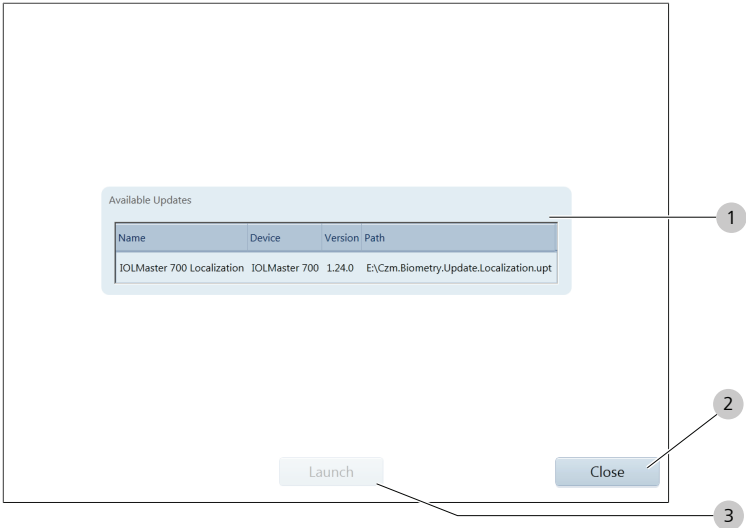 Available Updates
1
Name Device Version Path
IOLMaster 700 Localization IOLMaster 700 1.24.0 E:\Czm.Biometry.Update.Localization.upt
2
Launch Close
3